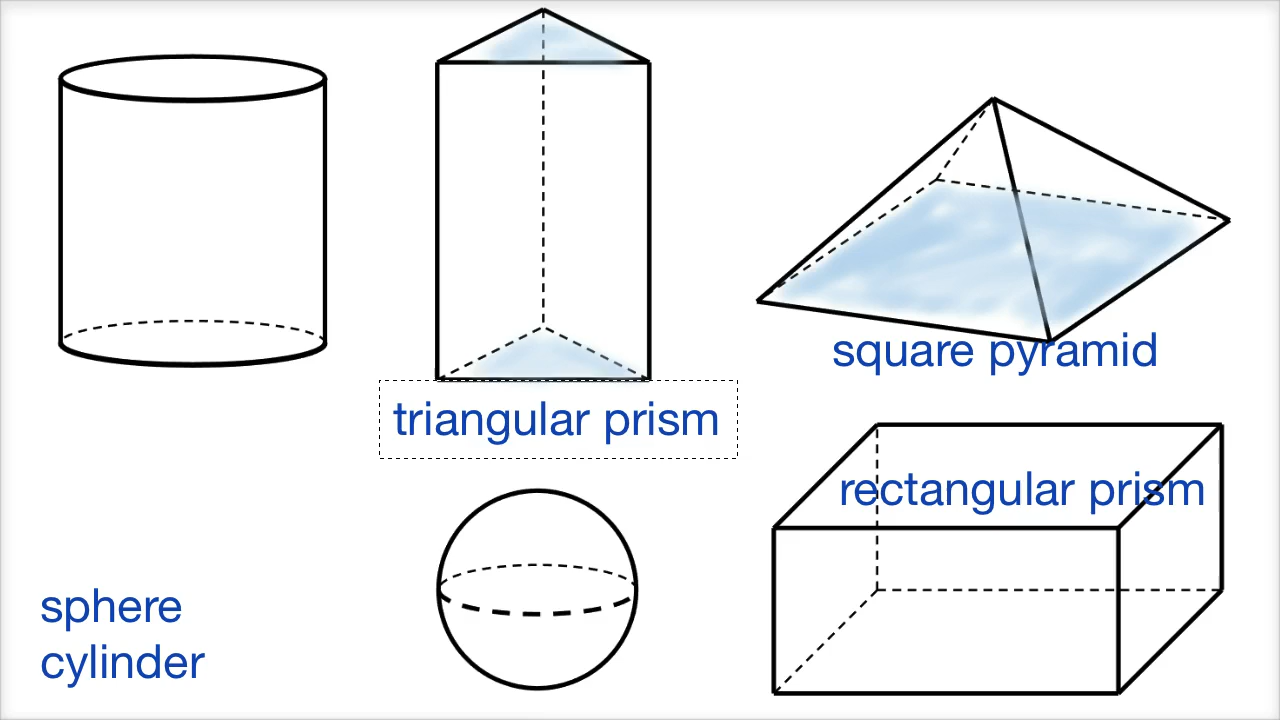 square pyramid
triangular prism
rectangular prism
sphere
cylinder